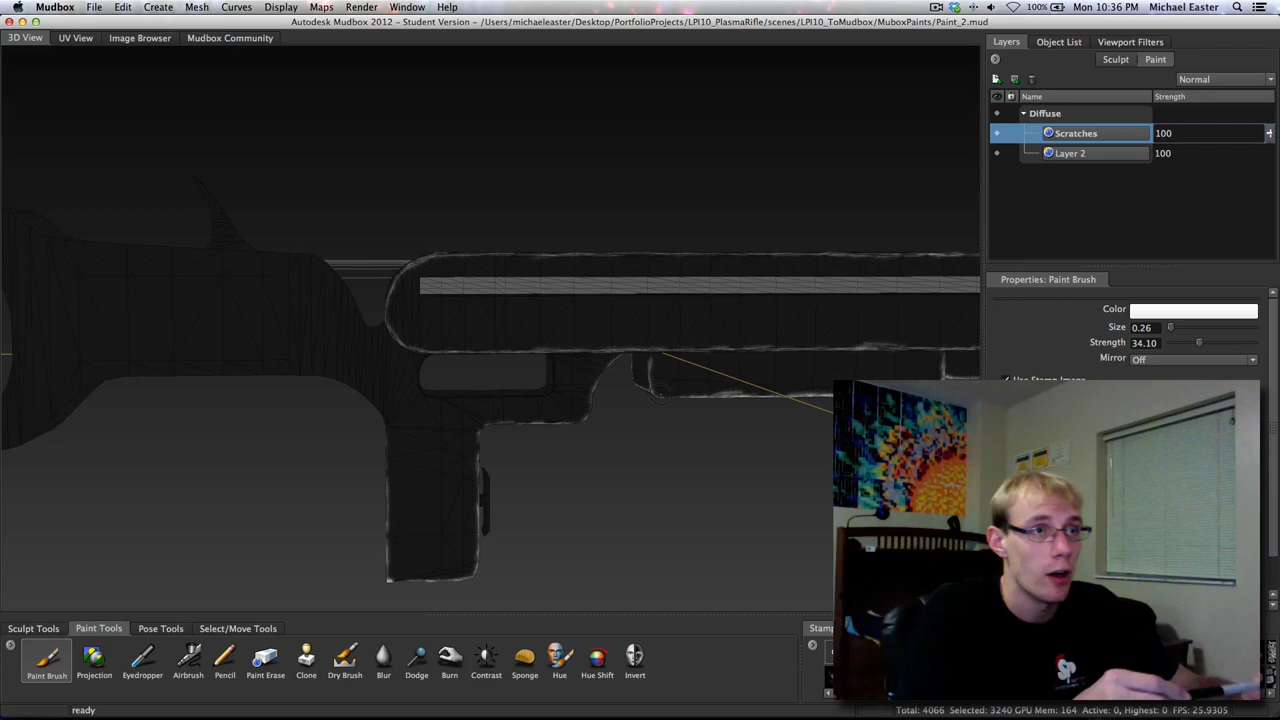 Mudbox File Edit Create Mesh Curves Display Maps Render Window Help 100% Mon 10:36 PM Michael Easter
Autodesk Mudbox 2012 - Student Version - /Users/michaeleaster/Desktop/PortfolioProjects/LPI10_PlasmaRifle/scenes/LPI10_ToMudbox/MuboxPaints/Paint_2.mud
3D View UV View Image Browser Mudbox Community
Layers Object List Viewport Filters
Sculpt Paint
Normal
Name Strength
Diffuse
Scratches 100
Layer 2 100
Properties: Paint Brush
Color
Size 0.26
Strength 34.10
Mirror Off
Use Stamp Image
Sculpt Tools Paint Tools Pose Tools Select/Move Tools
Paint Brush Projection Eyedropper Airbrush Pencil Paint Erase Clone Dry Brush Blur Dodge Burn Contrast Sponge Hue Hue Shift Invert
ready
Total: 4066 Selected: 3240 GPU Mem: 164 Active: 0, Highest: 0 FPS: 25.9305